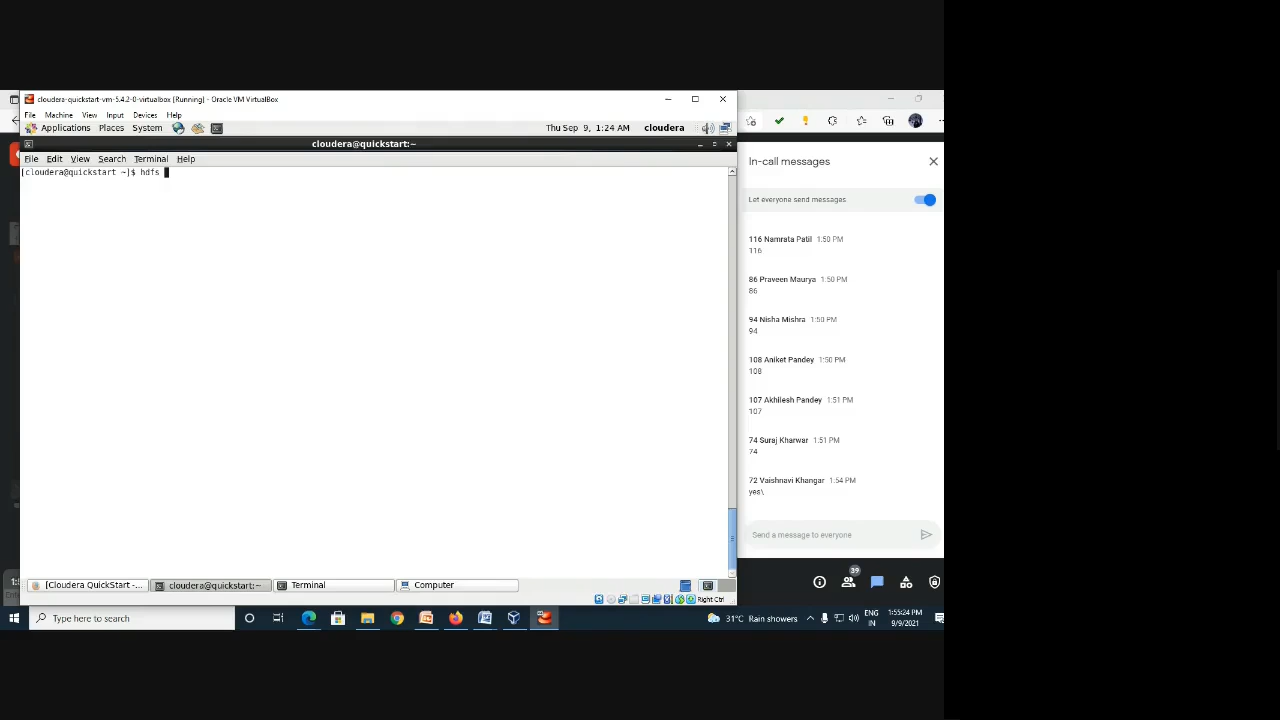 cloudera-quickstart-vm-5.4.2-0-virtualbox [Running] - Oracle VM VirtualBox
File Machine View Input Devices Help
Applications Places System Thu Sep 9, 1:24 AM cloudera
cloudera@quickstart:~
File Edit View Search Terminal Help
[cloudera@quickstart ~]$ hdfs
In-call messages
Let everyone send messages
116 Namrata Patil 1:50 PM
116
86 Praveen Maurya 1:50 PM
86
94 Nisha Mishra 1:50 PM
94
108 Aniket Pandey 1:50 PM
108
107 Akhilesh Pandey 1:51 PM
107
74 Suraj Kharwar 1:51 PM
74
72 Vaishnavi Khangar 1:54 PM
yes\
Send a message to everyone
39
[Cloudera QuickStart -... cloudera@quickstart:~ Terminal Computer
Right Ctrl
Type here to search
31°C Rain showers
ENG
IN
1:55:24 PM
9/9/2021